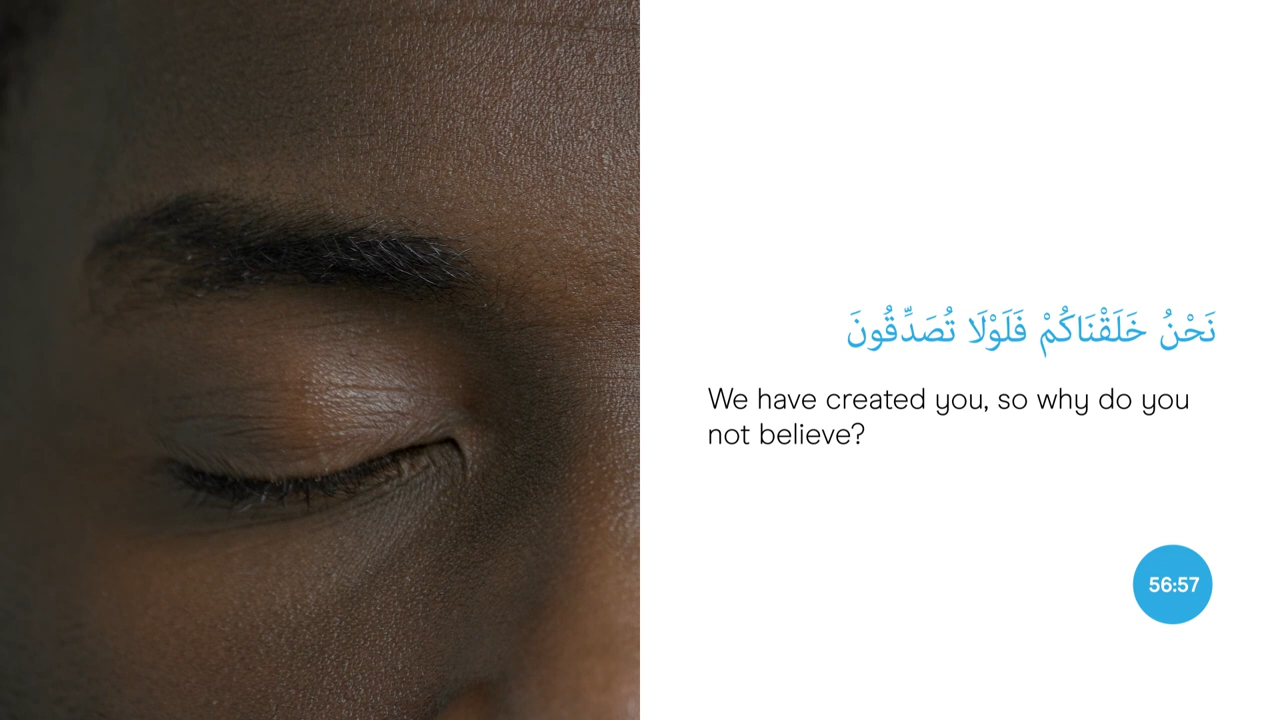 نَحْنُ خَلَقْنَاكُمْ فَلَوْلَا تُصَدِّقُونَ
We have created you, so why do you
not believe?
56:57